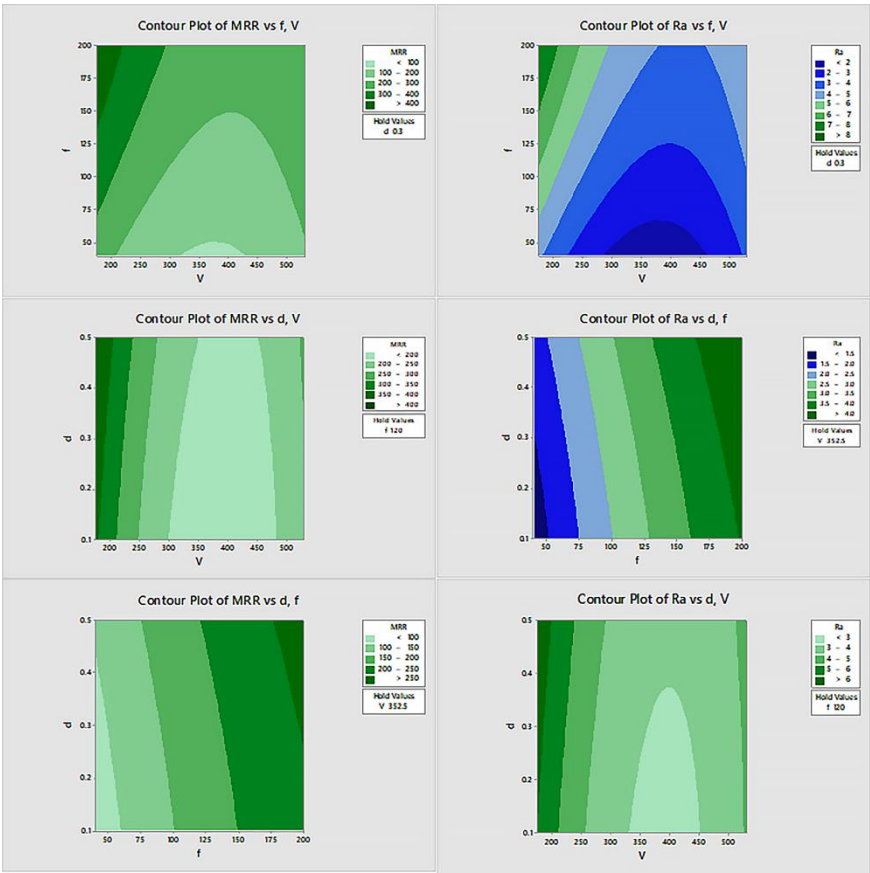 Contour Plot of MRR vs f, V
f
200
175
150
125
100
75
50
200 250 300 350 400 450 500
V
MRR
< 100
100 – 200
200 – 300
300 – 400
> 400
Hold Values
d 0.3
Contour Plot of Ra vs f, V
f
200
175
150
125
100
75
50
200 250 300 350 400 450 500
V
Ra
< 2
2 – 3
3 – 4
4 – 5
5 – 6
6 – 7
7 – 8
> 8
Hold Values
d 0.3
Contour Plot of MRR vs d, V
d
0.5
0.4
0.3
0.2
0.1
200 250 300 350 400 450 500
V
MRR
< 200
200 – 250
250 – 300
300 – 350
350 – 400
> 400
Hold Values
f 120
Contour Plot of Ra vs d, f
d
0.5
0.4
0.3
0.2
0.1
50 75 100 125 150 175 200
f
Ra
< 1.5
1.5 – 2.0
2.0 – 2.5
2.5 – 3.0
3.0 – 3.5
3.5 – 4.0
> 4.0
Hold Values
V 352.5
Contour Plot of MRR vs d, f
d
0.5
0.4
0.3
0.2
0.1
50 75 100 125 150 175 200
f
MRR
< 100
100 – 150
150 – 200
200 – 250
> 250
Hold Values
V 352.5
Contour Plot of Ra vs d, V
d
0.5
0.4
0.3
0.2
0.1
200 250 300 350 400 450 500
V
Ra
< 3
3 – 4
4 – 5
5 – 6
> 6
Hold Values
f 120